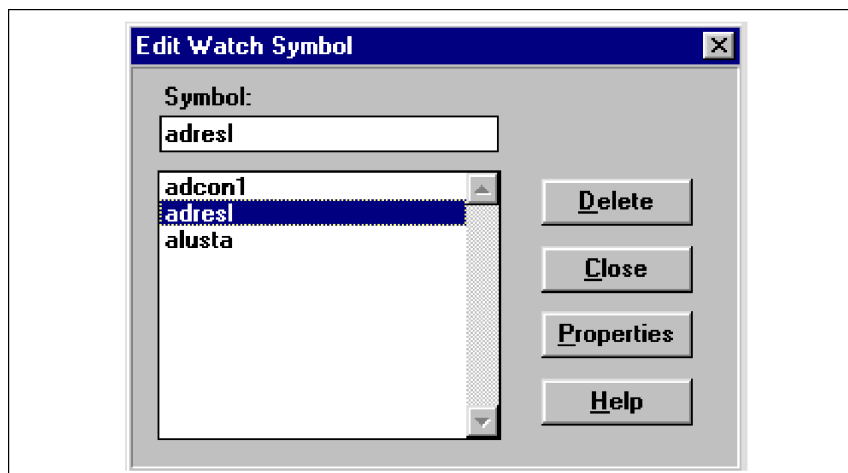 Edit Watch Symbol
Symbol:
adresl
adcon1
adresl
alusta
Delete
Close
Properties
Help